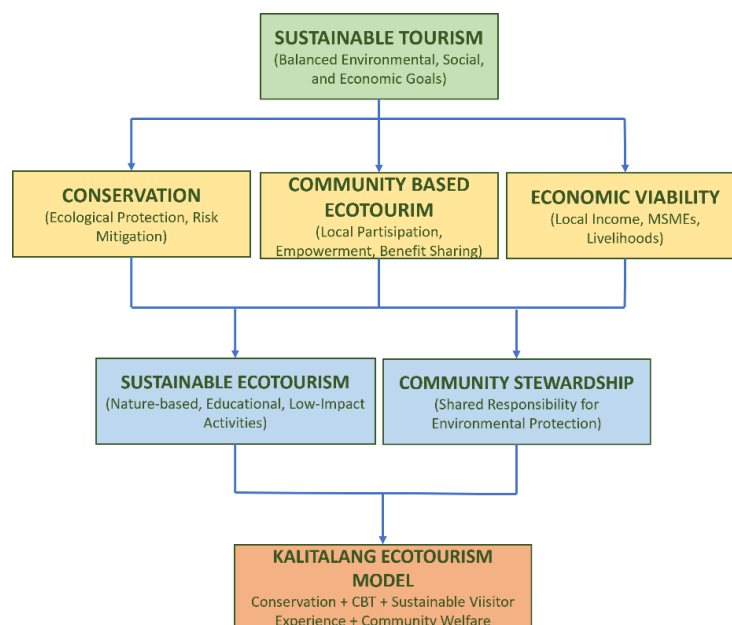 SUSTAINABLE TOURISM
(Balanced Environmental, Social,
and Economic Goals)
CONSERVATION
(Ecological Protection, Risk
Mitigation)
COMMUNITY BASED
ECOTOURIM
(Local Partisipation,
Empowerment, Benefit Sharing)
ECONOMIC VIABILITY
(Local Income, MSMEs,
Livelihoods)
SUSTAINABLE ECOTOURISM
(Nature-based, Educational, Low-Impact
Activities)
COMMUNITY STEWARDSHIP
(Shared Responsibility for
Environmental Protection)
KALITALANG ECOTOURISM
MODEL
Conservation + CBT + Sustainable Viisitor
Experience + Community Welfare